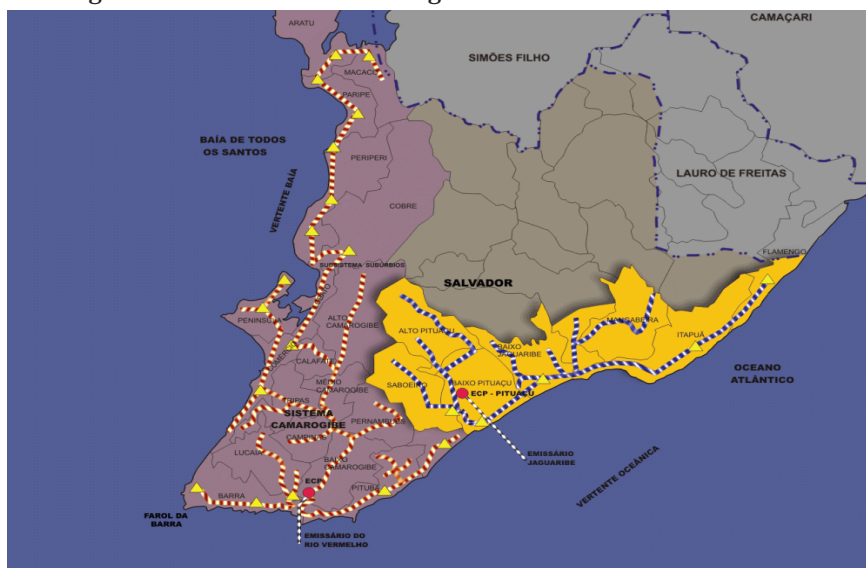 ARATU
CAMAÇARI
SIMÕES FILHO
MACACO
PARIPE
BAÍA DE TODOS
OS SANTOS
PERIPERI
LAURO DE FREITAS
VERTENTE BAÍA
COBRE
FLAMENGO
SUBSISTEMA SUBÚRBIOS
SALVADOR
PENINSULA
ALTO
CAMAROGIBE
ALTO PITUAÇU
MANGABEIRA
ITAPUÃ
BAIXO
JAGUARIBE
CALAFATE
OCEANO
ATLÂNTICO
MÉDIO
CAMAROGIBE
SABOEIRO
BAIXO PITUAÇU
ECP - PITUAÇU
TRIPAS
SISTEMA
CAMAROGIBE
PERNAMBUÉS
CAMPINAS
LUCAIA
BAIXO
CAMAROGIBE
EMISSÁRIO
JAGUARIBE
VERTENTE OCEÂNICA
ECP
PITUBA
BARRA
FAROL DA
BARRA
EMISSÁRIO DO
RIO VERMELHO